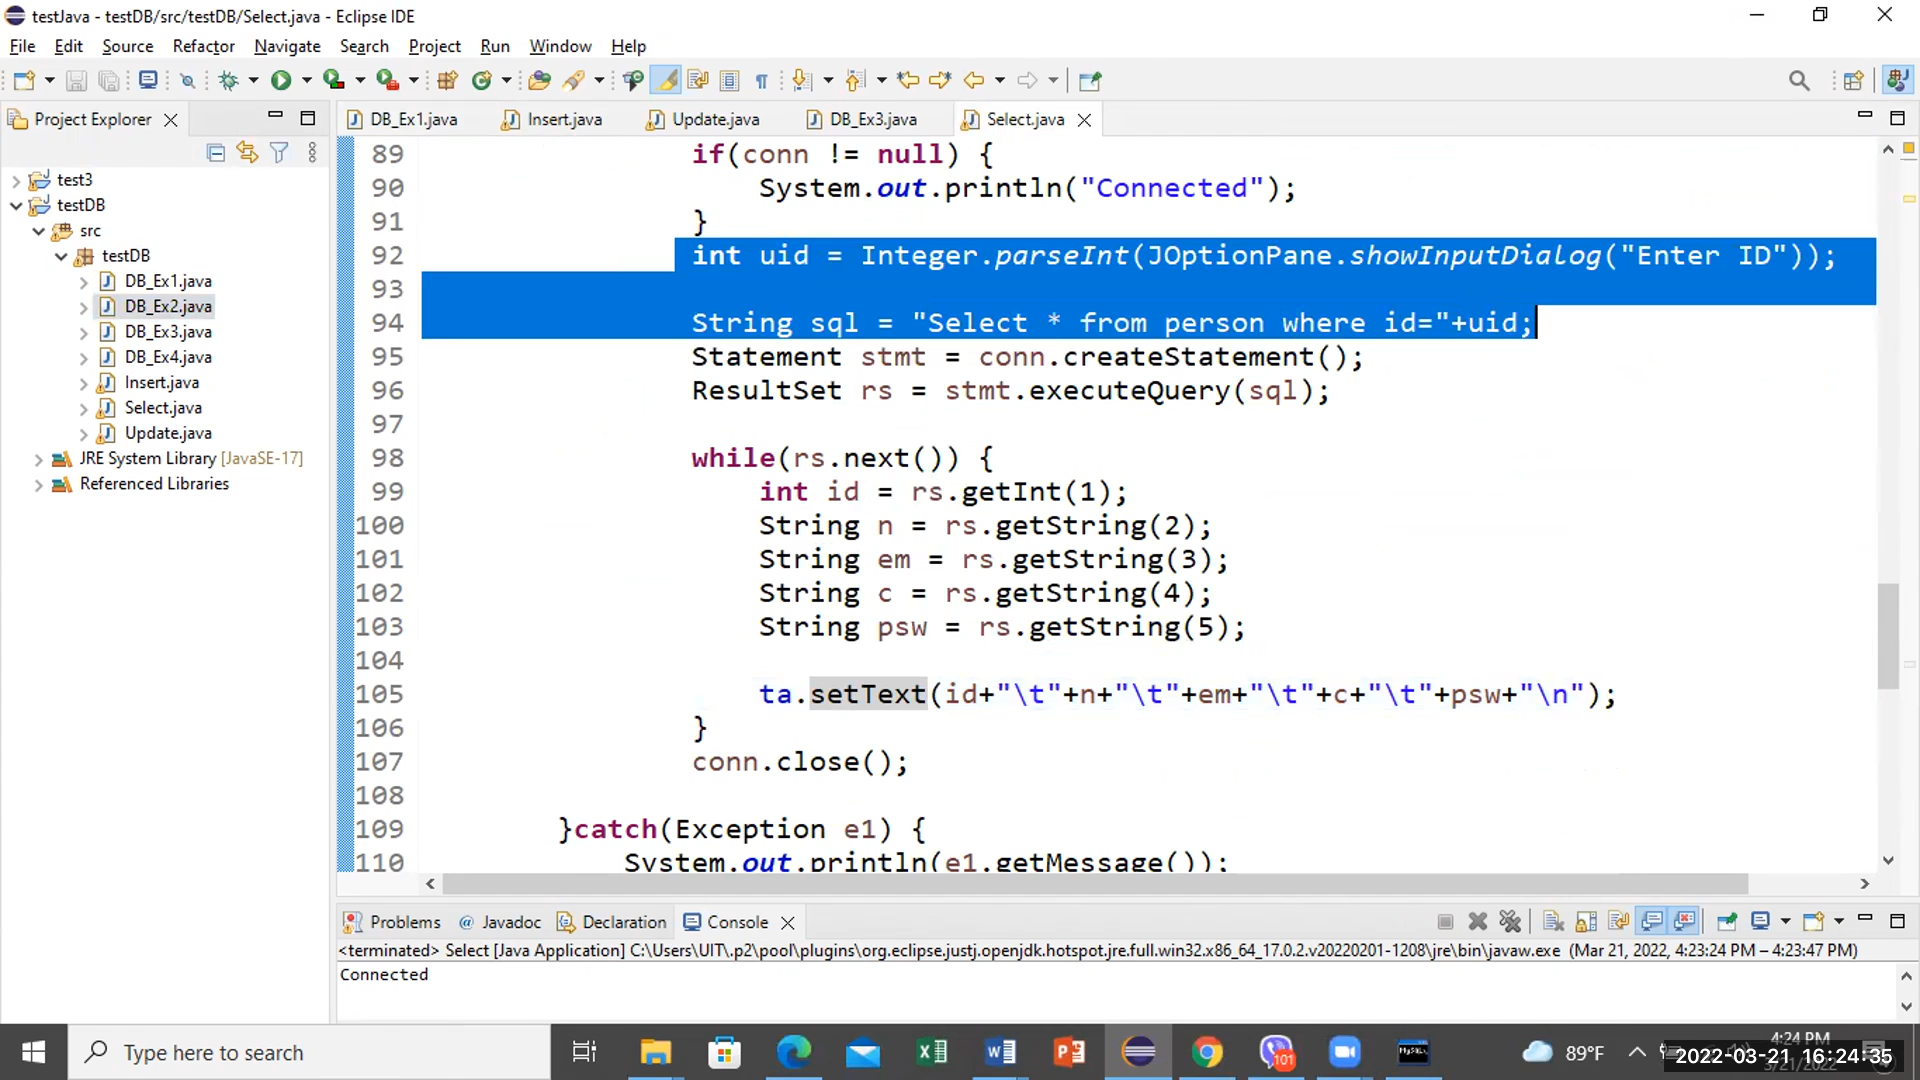 testJava - testDB/src/testDB/Select.java - Eclipse IDE
File Edit Source Refactor Navigate Search Project Run Window Help
Project Explorer
DB_Ex1.java Insert.java Update.java DB_Ex3.java Select.java
test3
testDB
src
testDB
DB_Ex1.java
DB_Ex2.java
DB_Ex3.java
DB_Ex4.java
Insert.java
Select.java
Update.java
JRE System Library [JavaSE-17]
Referenced Libraries
89 if(conn != null) {
90 System.out.println("Connected");
91 }
92 int uid = Integer.parseInt(JOptionPane.showInputDialog("Enter ID"));
93
94 String sql = "Select * from person where id="+uid;
95 Statement stmt = conn.createStatement();
96 ResultSet rs = stmt.executeQuery(sql);
97
98 while(rs.next()) {
99 int id = rs.getInt(1);
100 String n = rs.getString(2);
101 String em = rs.getString(3);
102 String c = rs.getString(4);
103 String psw = rs.getString(5);
104
105 ta.setText(id+"\t"+n+"\t"+em+"\t"+c+"\t"+psw+"\n");
106 }
107 conn.close();
108
109 }catch(Exception e1) {
110 System.out.println(e1.getMessage());
Problems Javadoc Declaration Console
<terminated> Select [Java Application] C:\Users\UIT\.p2\pool\plugins\org.eclipse.justj.openjdk.hotspot.jre.full.win32.x86_64_17.0.2.v20220201-1208\jre\bin\javaw.exe (Mar 21, 2022, 4:23:24 PM – 4:23:47 PM)
Connected
Type here to search
101
89°F
4:24 PM
2022-03-21 16:24:35